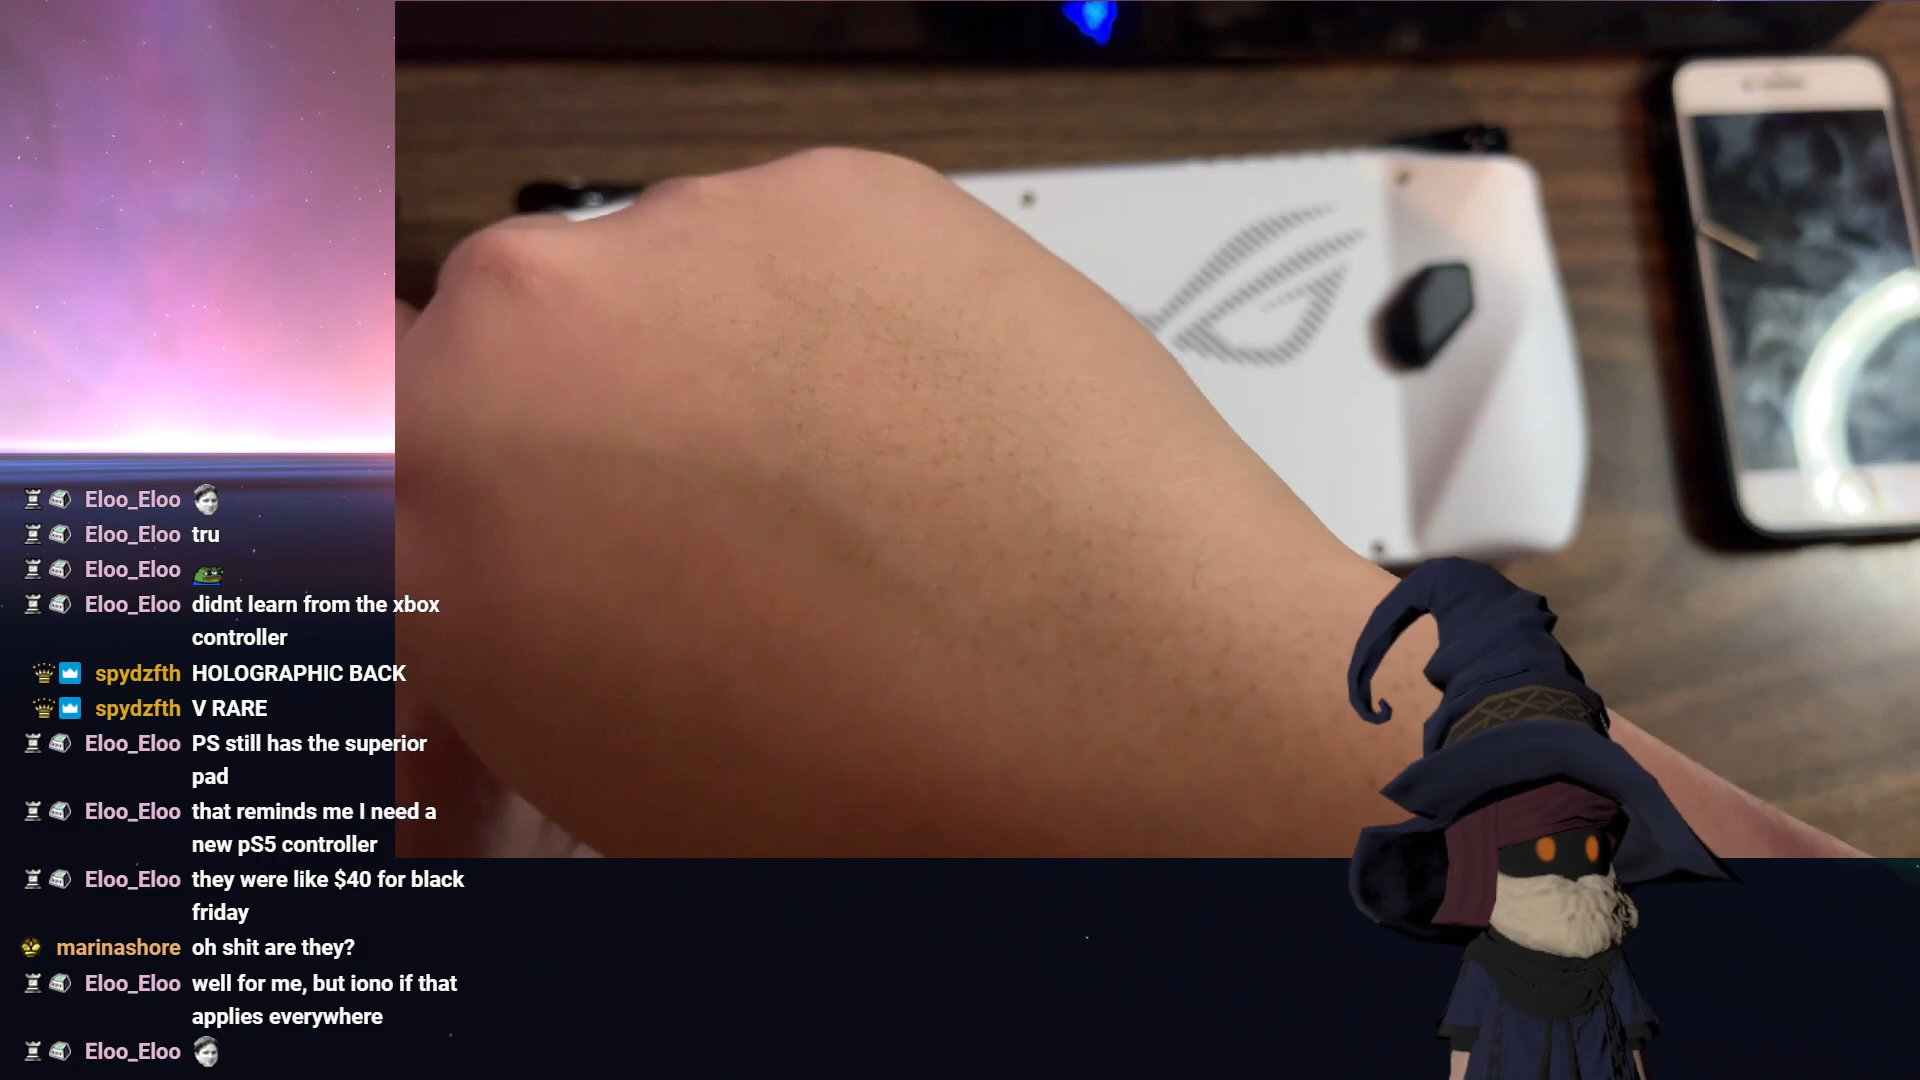 Eloo_Eloo
Eloo_Eloo tru
Eloo_Eloo
Eloo_Eloo didnt learn from the xbox
controller
spydzfth HOLOGRAPHIC BACK
spydzfth V RARE
Eloo_Eloo PS still has the superior
pad
Eloo_Eloo that reminds me I need a
new pS5 controller
Eloo_Eloo they were like $40 for black
friday
marinashore oh shit are they?
Eloo_Eloo well for me, but iono if that
applies everywhere
Eloo_Eloo